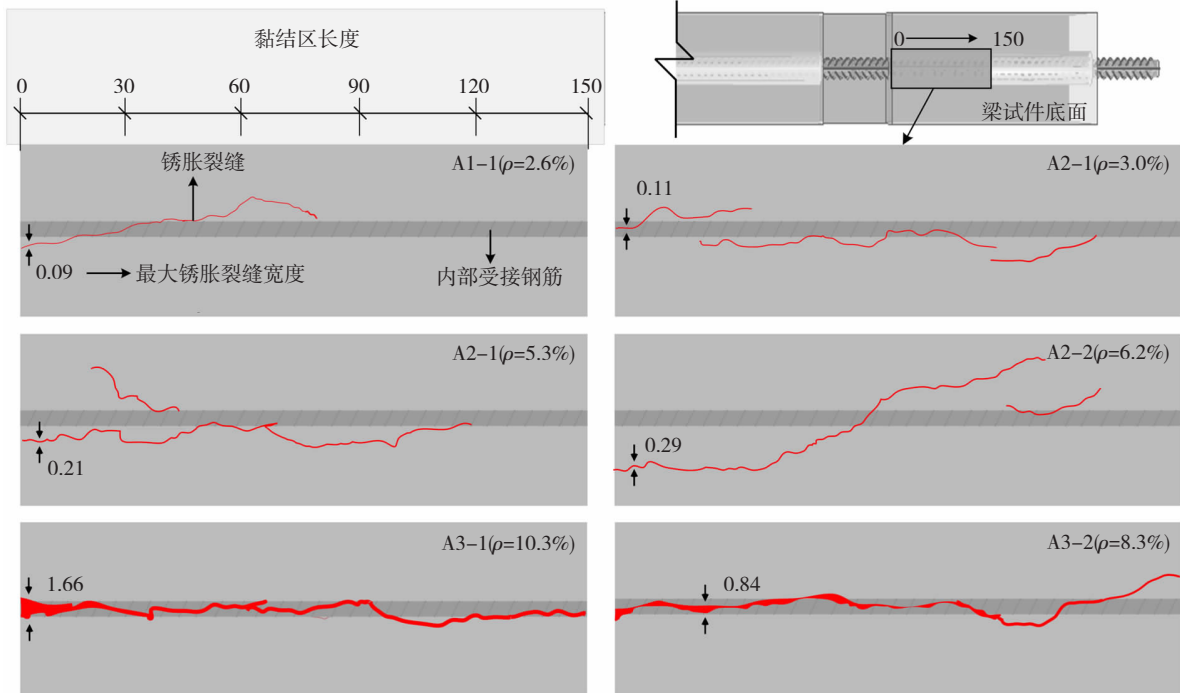 黏结区长度
0 30 60 90 120 150
0 150
梁试件底面
锈胀裂缝
A1-1(ρ=2.6%)
0.09
最大锈胀裂缝宽度
内部受接钢筋
A2-1(ρ=3.0%)
0.11
A2-1(ρ=5.3%)
0.21
A2-2(ρ=6.2%)
0.29
A3-1(ρ=10.3%)
1.66
A3-2(ρ=8.3%)
0.84